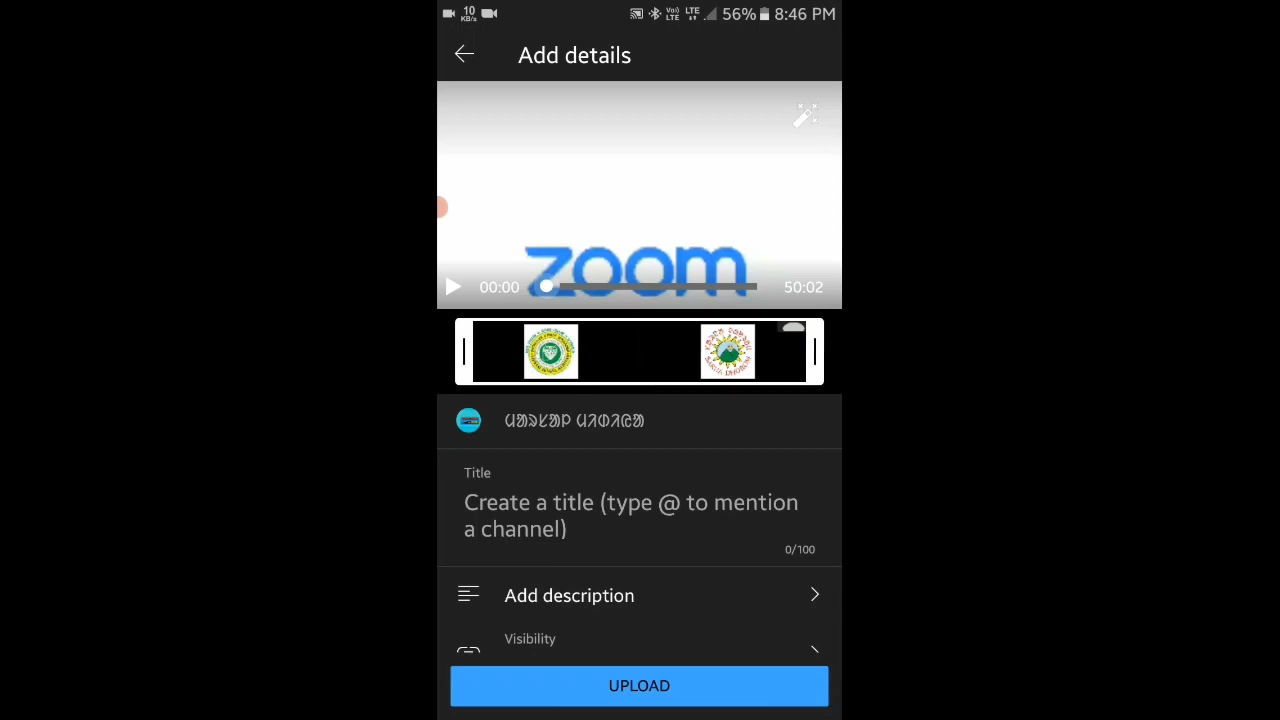 10
KB/s
VoLTE LTE 56% 8:46 PM
Add details
zoom
00:00 50:02
Title
Create a title (type @ to mention
a channel)
0/100
Add description
Visibility
UPLOAD